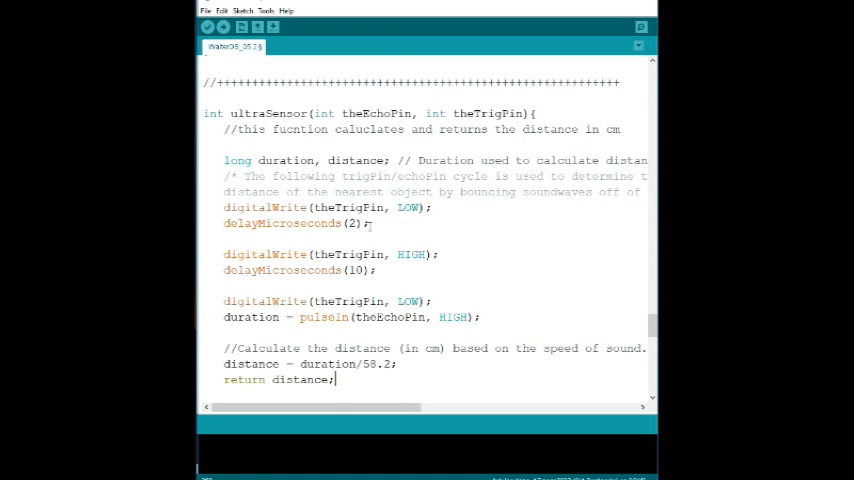 File Edit Sketch Tools Help
WaterOS_05.2 §
//++++++++++++++++++++++++++++++++++++++++++++++++++++++++++
int ultraSensor(int theEchoPin, int theTrigPin){
//this fucntion caluclates and returns the distance in cm
long duration, distance; // Duration used to calculate distan
/* The following trigPin/echoPin cycle is used to determine t
distance of the nearest object by bouncing soundwaves off of
digitalWrite(theTrigPin, LOW);
delayMicroseconds(2);
digitalWrite(theTrigPin, HIGH);
delayMicroseconds(10);
digitalWrite(theTrigPin, LOW);
duration = pulseIn(theEchoPin, HIGH);
//Calculate the distance (in cm) based on the speed of sound.
distance = duration/58.2;
return distance;